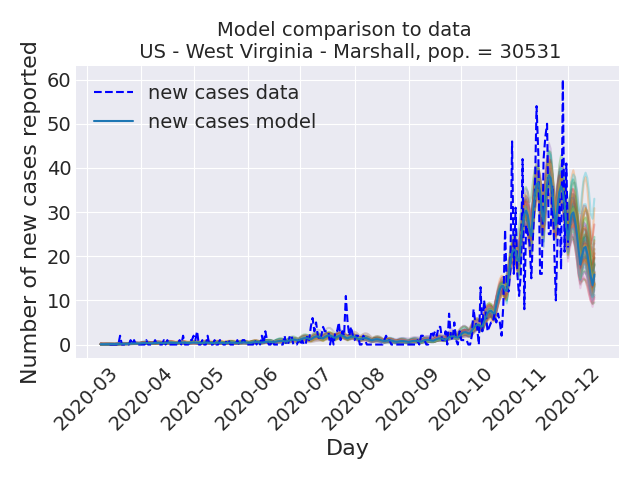 Model comparison to data
US - West Virginia - Marshall, pop. = 30531
Number of new cases reported
60
50
40
30
20
10
0
new cases data
new cases model
2020-03
2020-04
2020-05
2020-06
2020-07
2020-08
2020-09
2020-10
2020-11
2020-12
Day